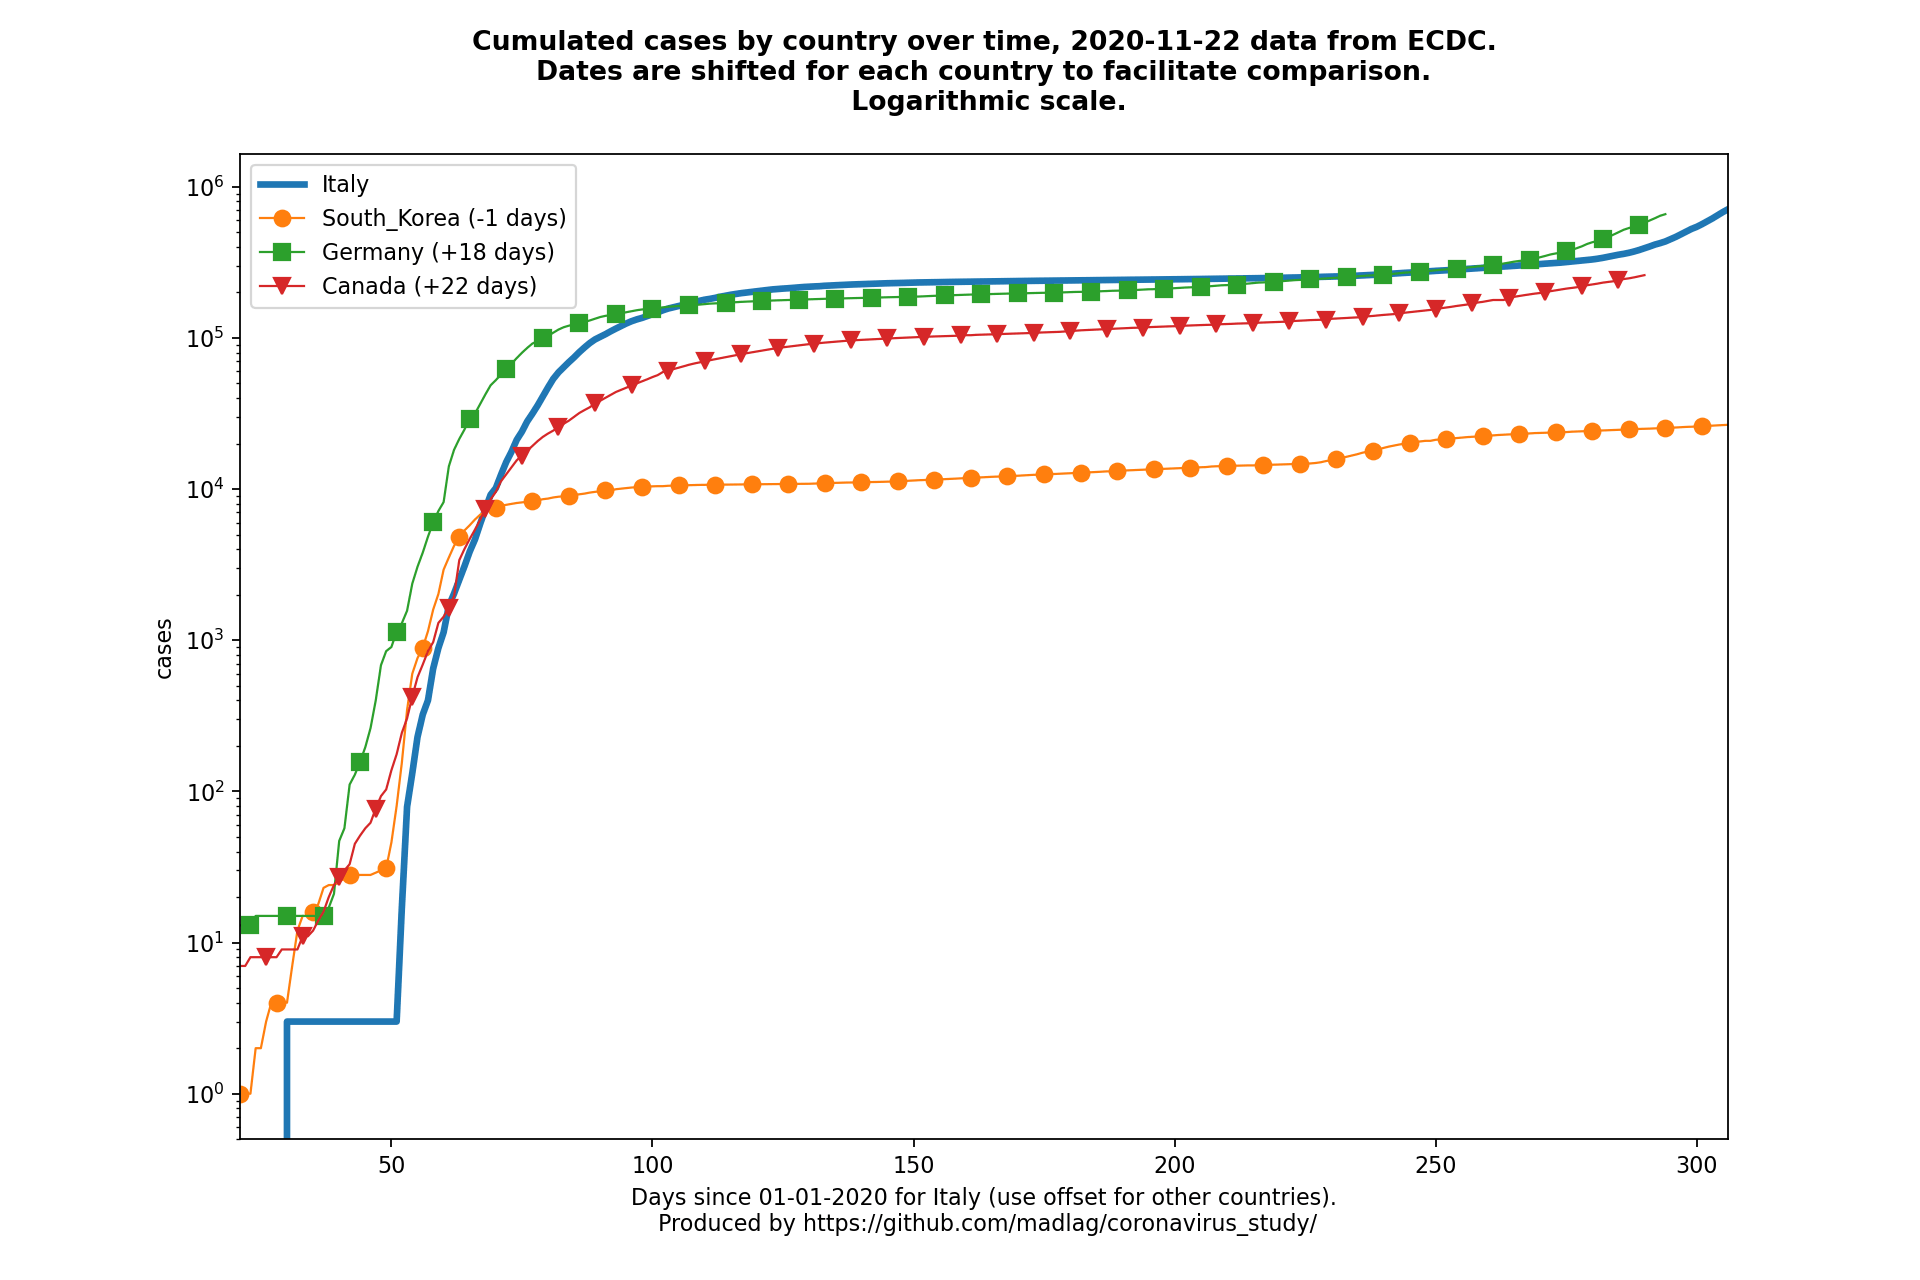 Cumulated cases by country over time, 2020-11-22 data from ECDC.
Dates are shifted for each country to facilitate comparison.
Logarithmic scale.
Italy
South_Korea (-1 days)
Germany (+18 days)
Canada (+22 days)
10⁶
10⁵
10⁴
10³
10²
10¹
10⁰
cases
50 100 150 200 250 300
Days since 01-01-2020 for Italy (use offset for other countries).
Produced by https://github.com/madlag/coronavirus_study/